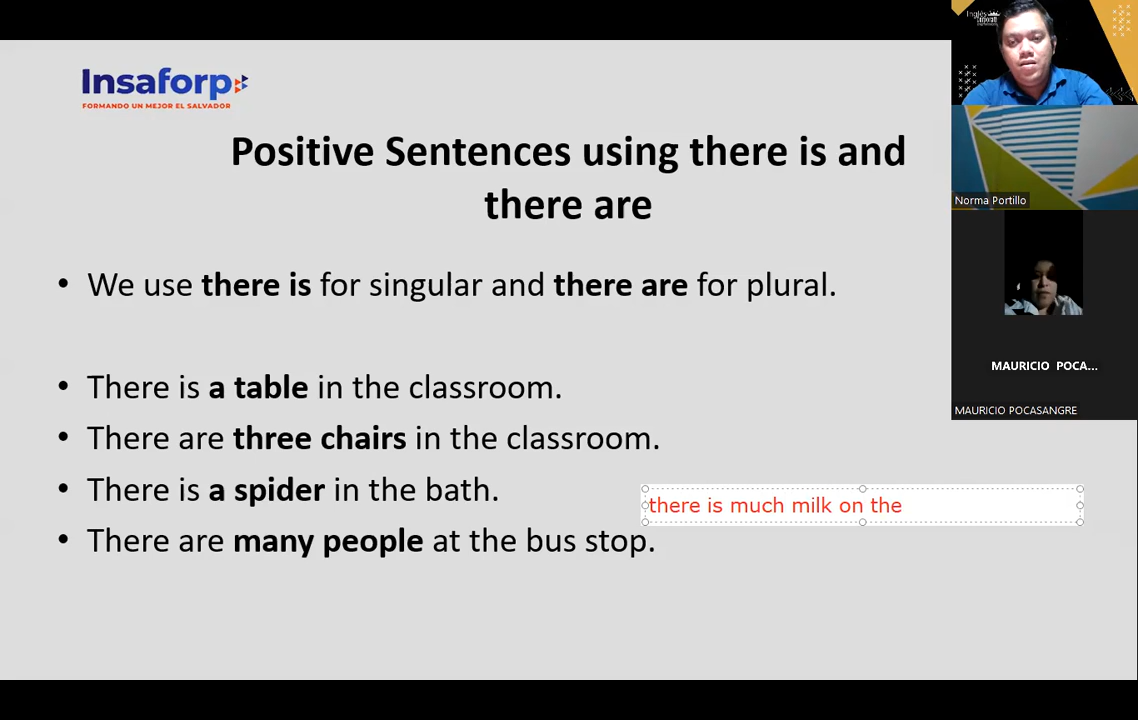 Insaforp
FORMANDO UN MEJOR EL SALVADOR
Positive Sentences using there is and
there are
• We use there is for singular and there are for plural.
• There is a table in the classroom.
• There are three chairs in the classroom.
• There is a spider in the bath.
• There are many people at the bus stop.
there is much milk on the
Inglés
Norma Portillo
MAURICIO POCA...
MAURICIO POCASANGRE